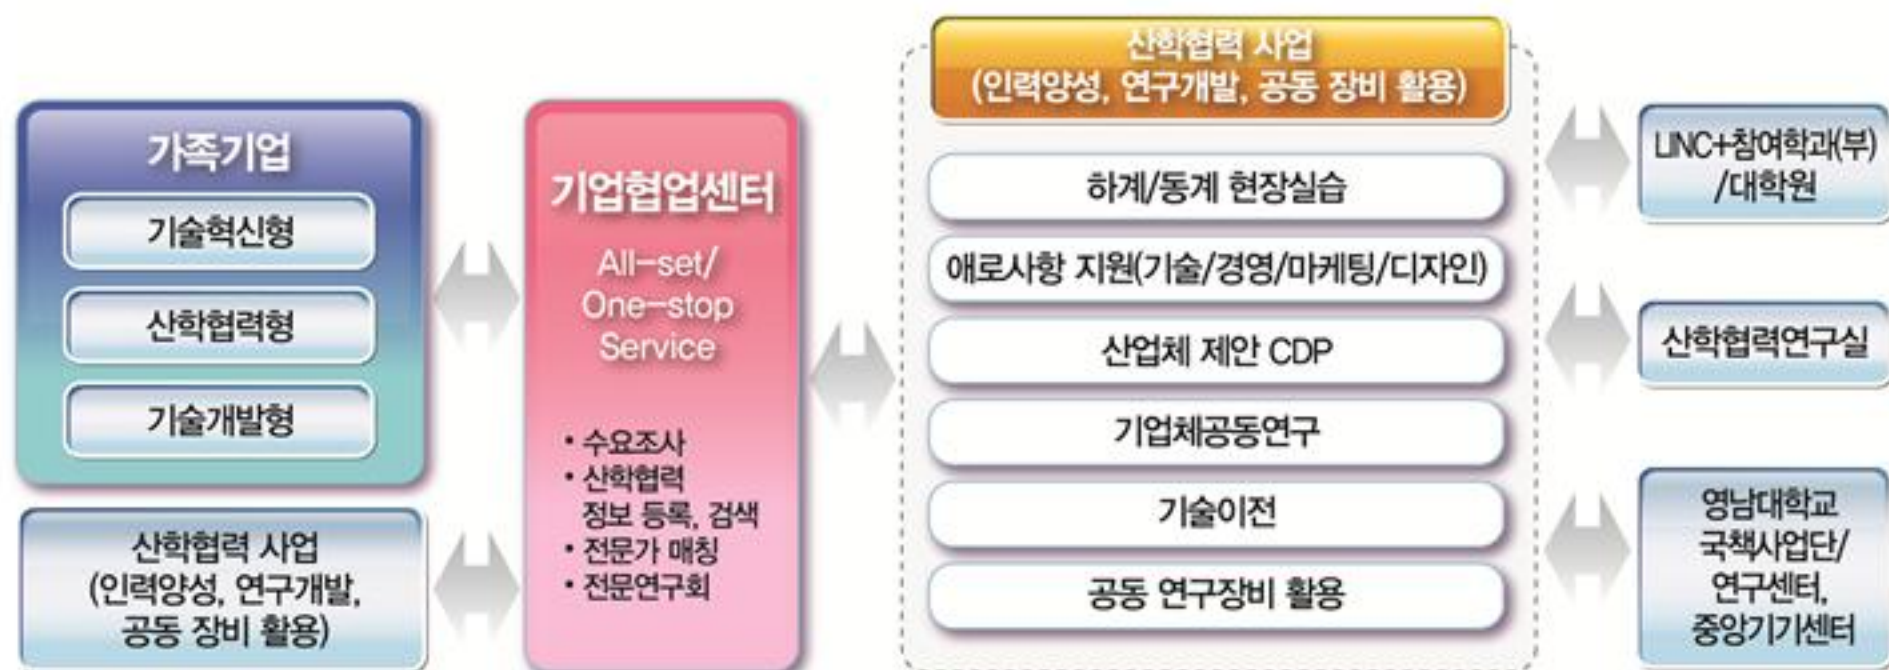 가족기업
기술혁신형
산학협력형
기술개발형
산학협력 사업
(인력양성, 연구개발,
공동 장비 활용)
기업협업센터
All-set/
One-stop
Service
• 수요조사
• 산학협력
정보 등록, 검색
• 전문가 매칭
• 전문연구회
산학협력 사업
(인력양성, 연구개발, 공동 장비 활용)
하계/동계 현장실습
애로사항 지원(기술/경영/마케팅/디자인)
산업체 제안 CDP
기업체공동연구
기술이전
공동 연구장비 활용
LINC+참여학과(부)
/대학원
산학협력연구실
영남대학교
국책사업단/
연구센터,
중앙기기센터